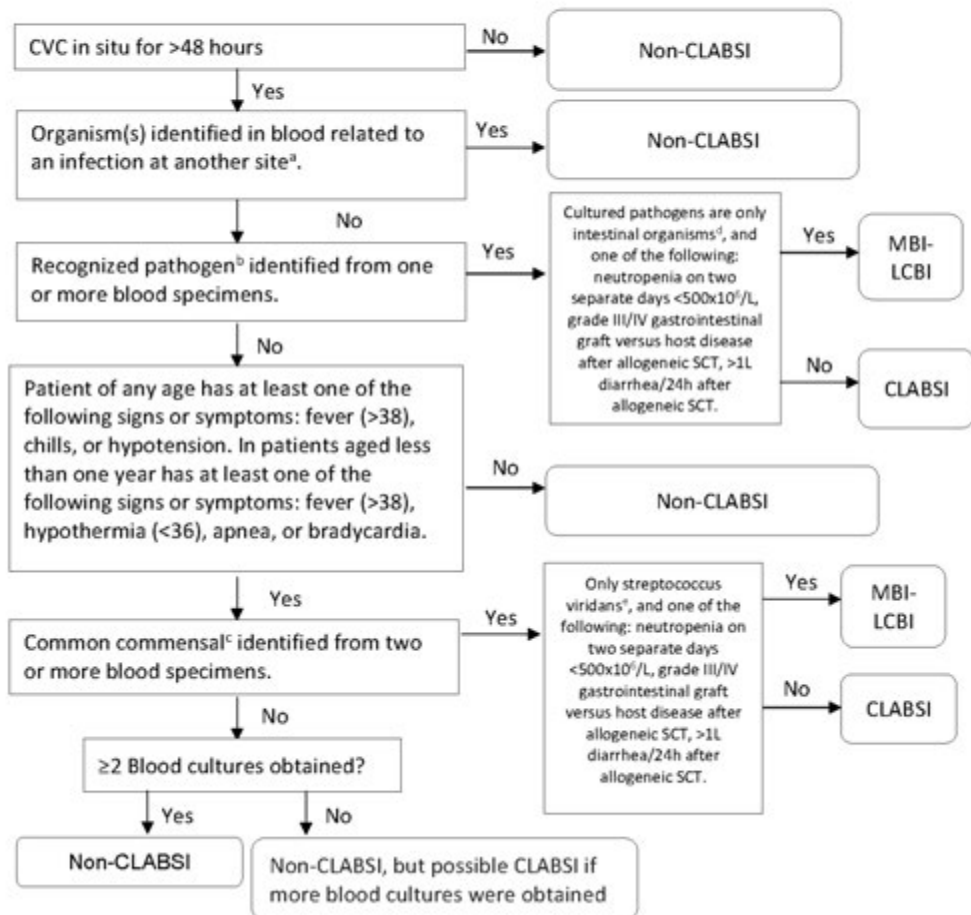 CVC in situ for >48 hours
No
Non-CLABSI
Yes
Organism(s) identified in blood related to
an infection at another siteᵃ.
Yes
Non-CLABSI
No
Recognized pathogenᵇ identified from one
or more blood specimens.
Yes
Cultured pathogens are only
intestinal organismsᵈ, and
one of the following:
neutropenia on two
separate days <500x10⁶/L,
grade III/IV gastrointestinal
graft versus host disease
after allogeneic SCT, >1L
diarrhea/24h after
allogeneic SCT.
Yes
MBI-
LCBI
No
CLABSI
No
Patient of any age has at least one of the
following signs or symptoms: fever (>38),
chills, or hypotension. In patients aged less
than one year has at least one of the
following signs or symptoms: fever (>38),
hypothermia (<36), apnea, or bradycardia.
No
Non-CLABSI
Yes
Common commensalᶜ identified from two
or more blood specimens.
Yes
Only streptococcus
viridansᵉ, and one of the
following: neutropenia on
two separate days
<500x10⁶/L, grade III/IV
gastrointestinal graft
versus host disease after
allogeneic SCT, >1L
diarrhea/24h after
allogeneic SCT.
Yes
MBI-
LCBI
No
CLABSI
No
≥2 Blood cultures obtained?
Yes
No
Non-CLABSI
Non-CLABSI, but possible CLABSI if
more blood cultures were obtained